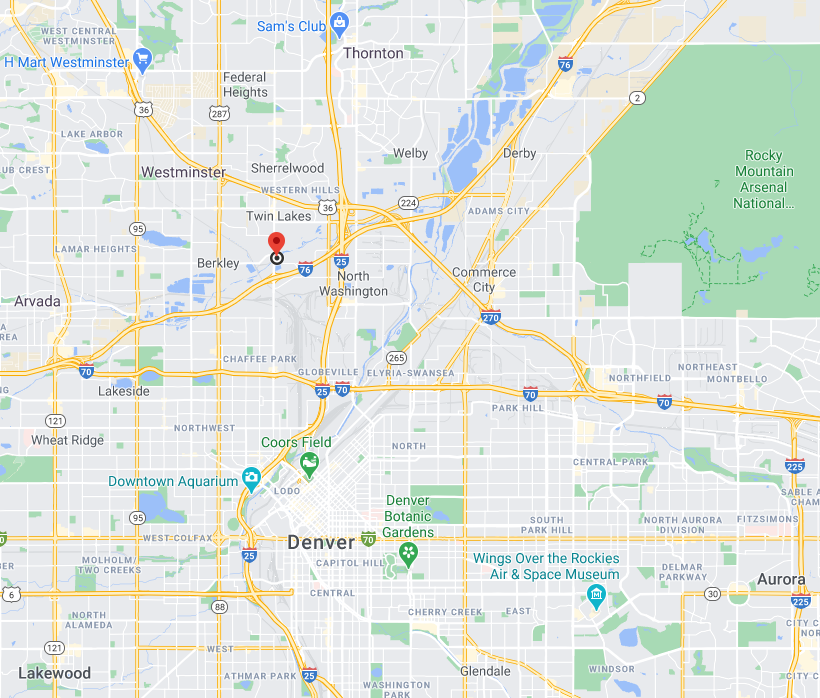 WEST CENTRAL
WESTMINSTER
Sam's Club
H Mart Westminster
Thornton
76
Federal
Heights
2
36
287
LAKE ARBOR
Welby
Derby
UB CREST
Westminster
Sherrelwood
WESTERN HILLS
Rocky
Mountain
Arsenal
National...
36
224
ADAMS CITY
Twin Lakes
95
LAMAR HEIGHTS
Berkley
76
25
North
Washington
Commerce
City
Arvada
270
A
REA
CHAFFEE PARK
265
70
GLOBEVILLE
ELYRIA-SWANSEA
NORTHEAST
MONTBELLO
NORTHFIELD
NG
Lakeside
25
70
70
70
PARK HILL
121
Wheat Ridge
NORTHWEST
Coors Field
NORTH
CENTRAL PARK
225
Downtown Aquarium
LODO
Denver
Botanic
Gardens
SABLE A
CHAM
95
SOUTH
PARK HILL
NORTH AURORA
DIVISION
FITZSIMONS
0
WEST COLFAX
Denver
70
25
MOLHOLM/
TWO CREEKS
CAPITOL HILL
Wings Over the Rockies
Air & Space Museum
DELMAR
PARKWAY
Aurora
6
CENTRAL
30
225
88
NORTH
ALAMEDA
CHERRY CREEK
EAST
CITY C
N
121
WEST
Lakewood
ATHMAR PARK
25
Glendale
WINDSOR
WASHINGTON
PARK
CITY C